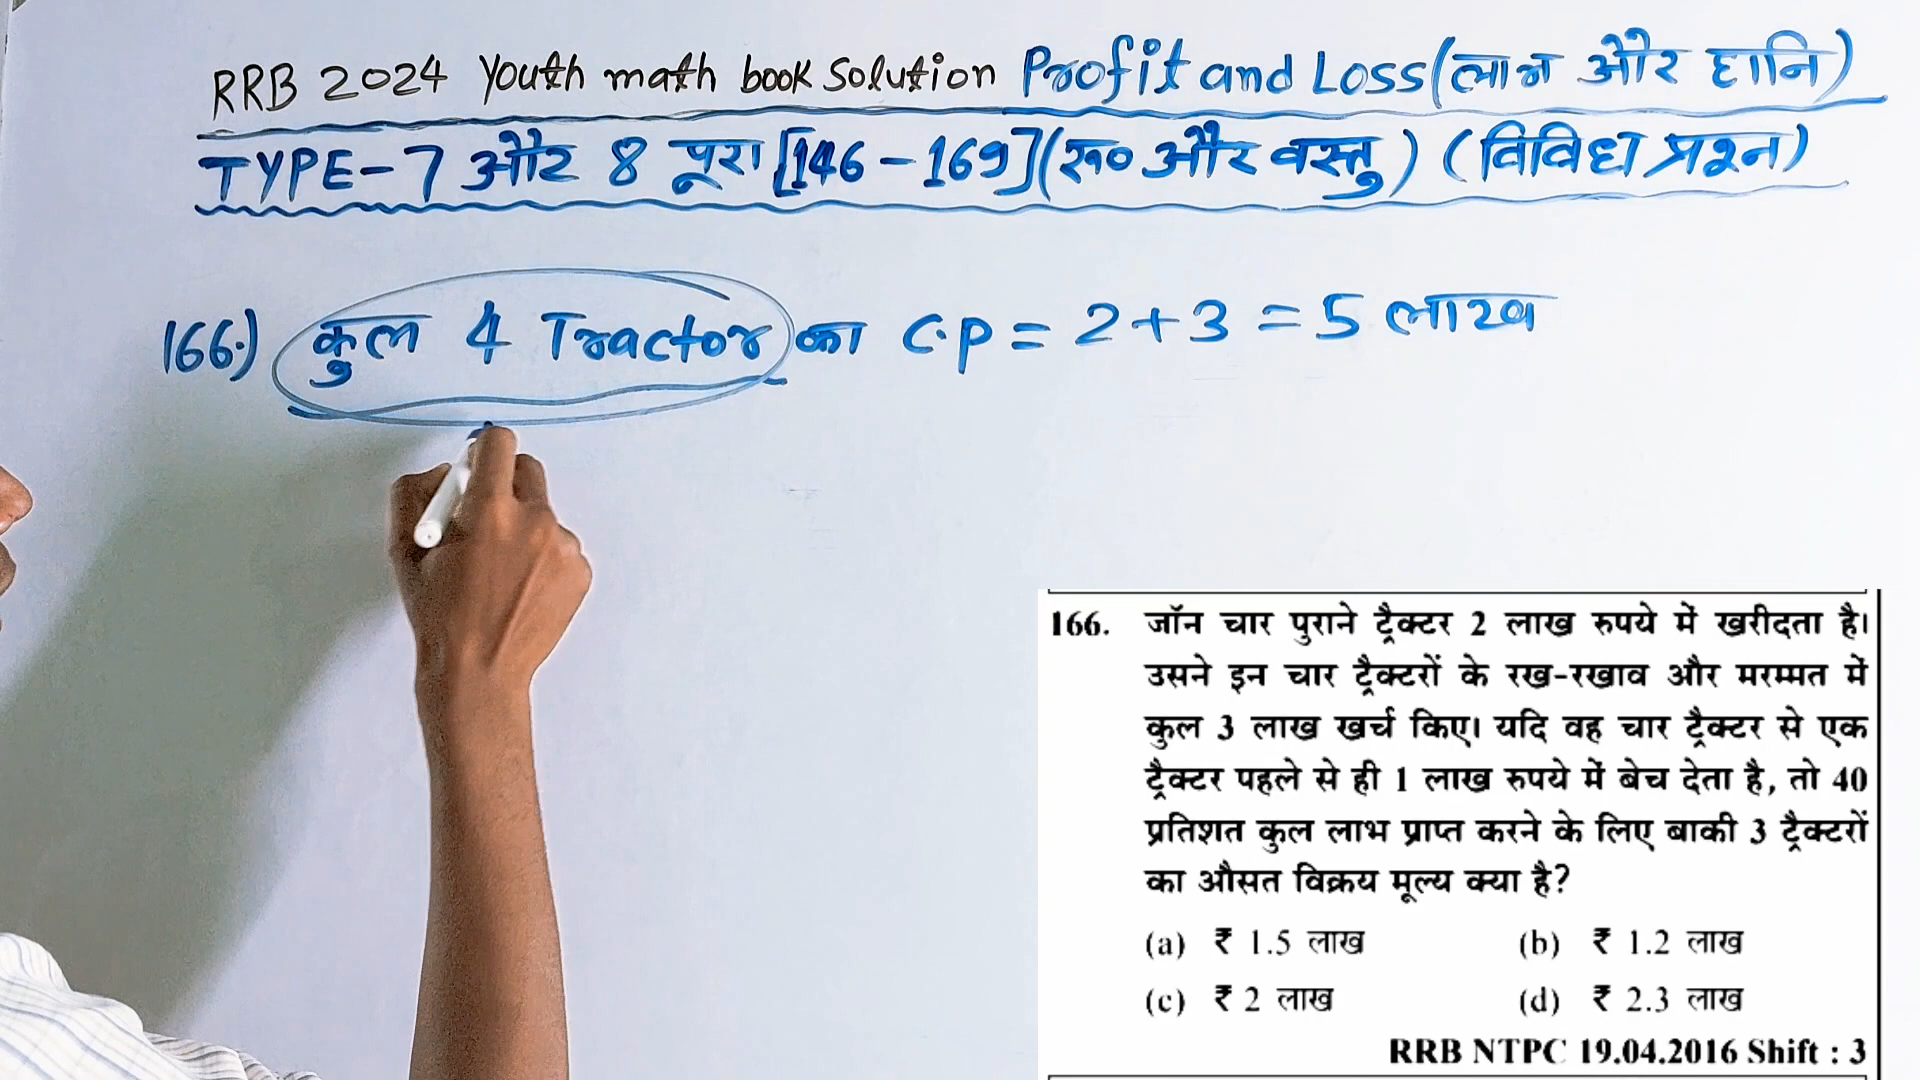 RRB 2024 Youth math book Solution Profit and Loss (लाभ और हानि)
TYPE-7 और 8 पूरा [146-169] (रू० और वस्तु) (विविध प्रश्न)
166.) कुल 4 Tractor का C.P = 2+3 = 5 लाख
166. जॉन चार पुराने ट्रैक्टर 2 लाख रुपये में खरीदता है।
उसने इन चार ट्रैक्टरों के रख-रखाव और मरम्मत में
कुल 3 लाख खर्च किए। यदि वह चार ट्रैक्टर से एक
ट्रैक्टर पहले से ही 1 लाख रुपये में बेच देता है, तो 40
प्रतिशत कुल लाभ प्राप्त करने के लिए बाकी 3 ट्रैक्टरों
का औसत विक्रय मूल्य क्या है?
(a) ₹ 1.5 लाख (b) ₹ 1.2 लाख
(c) ₹ 2 लाख (d) ₹ 2.3 लाख
RRB NTPC 19.04.2016 Shift : 3